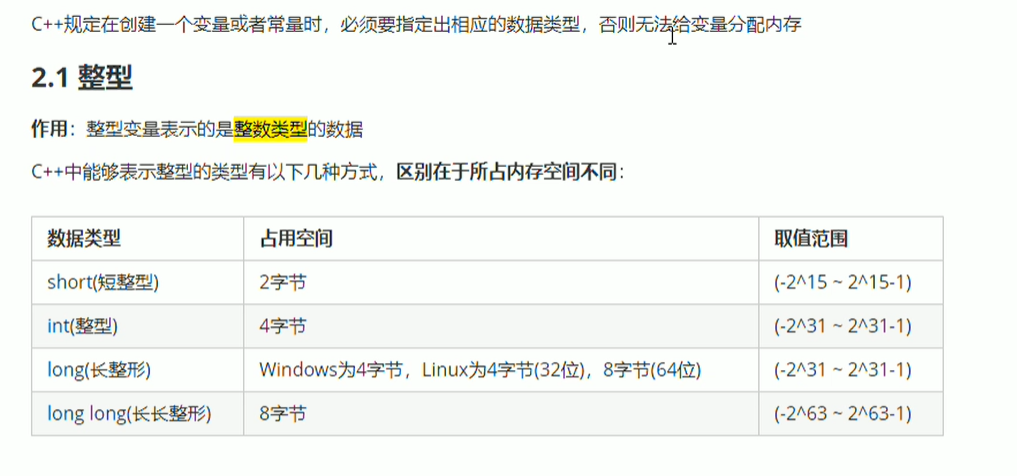 C++规定在创建一个变量或者常量时，必须要指定出相应的数据类型，否则无法给变量分配内存
2.1 整型
作用：整型变量表示的是整数类型的数据
C++中能够表示整型的类型有以下几种方式，区别在于所占内存空间不同：
数据类型 占用空间 取值范围
short(短整型) 2字节 (-2^15 ~ 2^15-1)
int(整型) 4字节 (-2^31 ~ 2^31-1)
long(长整形) Windows为4字节，Linux为4字节(32位)，8字节(64位) (-2^31 ~ 2^31-1)
long long(长长整形) 8字节 (-2^63 ~ 2^63-1)